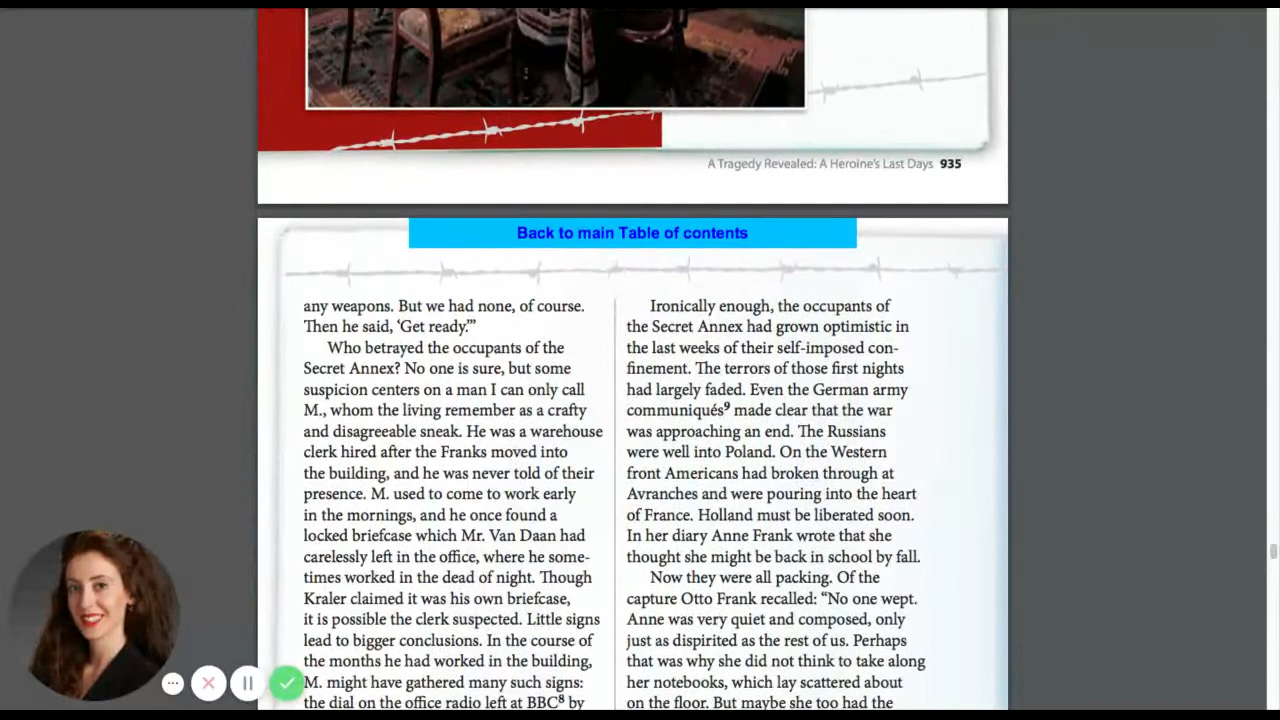 A Tragedy Revealed: A Heroine's Last Days 935
Back to main Table of contents
any weapons. But we had none, of course.
Then he said, ‘Get ready.’”
Who betrayed the occupants of the
Secret Annex? No one is sure, but some
suspicion centers on a man I can only call
M., whom the living remember as a crafty
and disagreeable sneak. He was a warehouse
clerk hired after the Franks moved into
the building, and he was never told of their
presence. M. used to come to work early
in the mornings, and he once found a
locked briefcase which Mr. Van Daan had
carelessly left in the office, where he some-
times worked in the dead of night. Though
Kraler claimed it was his own briefcase,
it is possible the clerk suspected. Little signs
lead to bigger conclusions. In the course of
the months he had worked in the building,
M. might have gathered many such signs:
the dial on the office radio left at BBC⁸ by
Ironically enough, the occupants of
the Secret Annex had grown optimistic in
the last weeks of their self-imposed con-
finement. The terrors of those first nights
had largely faded. Even the German army
communiqués⁹ made clear that the war
was approaching an end. The Russians
were well into Poland. On the Western
front Americans had broken through at
Avranches and were pouring into the heart
of France. Holland must be liberated soon.
In her diary Anne Frank wrote that she
thought she might be back in school by fall.
Now they were all packing. Of the
capture Otto Frank recalled: “No one wept.
Anne was very quiet and composed, only
just as dispirited as the rest of us. Perhaps
that was why she did not think to take along
her notebooks, which lay scattered about
on the floor. But maybe she too had the